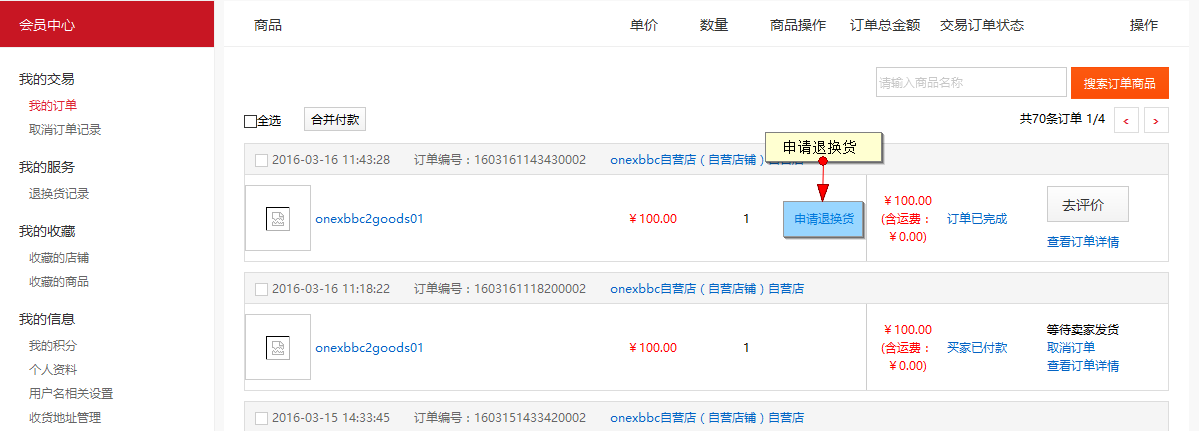 会员中心
商品 单价 数量 商品操作 订单总金额 交易订单状态 操作
我的交易
我的订单
取消订单记录
我的服务
退换货记录
我的收藏
收藏的店铺
收藏的商品
我的信息
我的积分
个人资料
用户名相关设置
收货地址管理
请输入商品名称 搜索订单商品
全选 合并付款 共70条订单 1/4 < >
申请退换货
2016-03-16 11:43:28 订单编号：1603161143430002 onexbbc自营店（自营店铺）自营店
onexbbc2goods01 ￥100.00 1 申请退换货
￥100.00
(含运费：
￥0.00)
订单已完成
去评价
查看订单详情
2016-03-16 11:18:22 订单编号：1603161118200002 onexbbc自营店（自营店铺）自营店
onexbbc2goods01 ￥100.00 1
￥100.00
(含运费：
￥0.00)
买家已付款
等待卖家发货
取消订单
查看订单详情
2016-03-15 14:33:45 订单编号：1603151433420002 onexbbc自营店（自营店铺）自营店